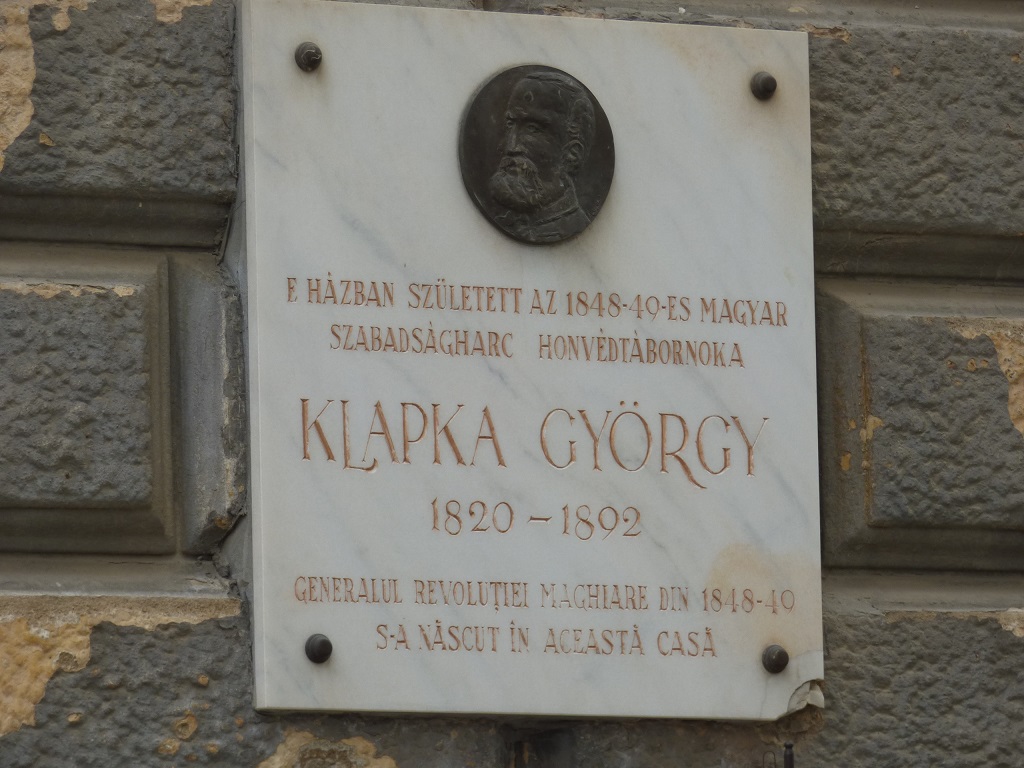 E HÁZBAN SZÜLETETT AZ 1848-49-ES MAGYAR
SZABADSÁGHARC HONVÉDTÁBORNOKA
KLAPKA GYÖRGY
1820 – 1892
GENERALUL REVOLUȚIEI MAGHIARE DIN 1848-49
S-A NĂSCUT ÎN ACEASTĂ CASĂ